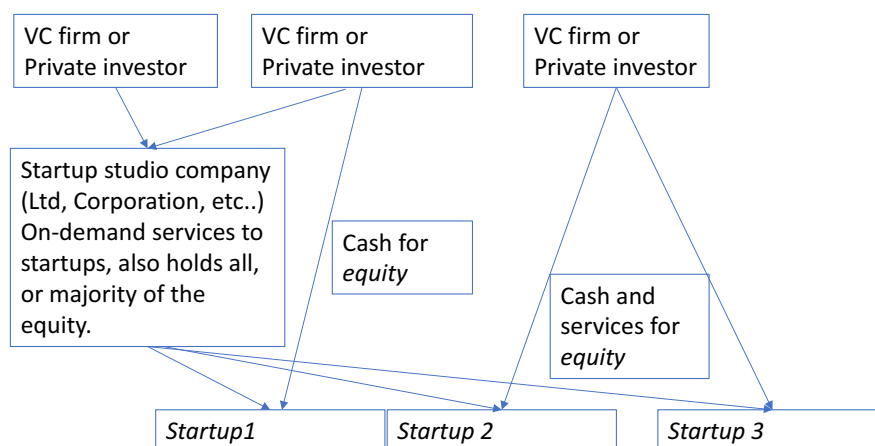 VC firm or
Private investor
VC firm or
Private investor
VC firm or
Private investor
Startup studio company
(Ltd, Corporation, etc..)
On-demand services to
startups, also holds all,
or majority of the
equity.
Cash for
equity
Cash and
services for
equity
Startup1
Startup 2
Startup 3